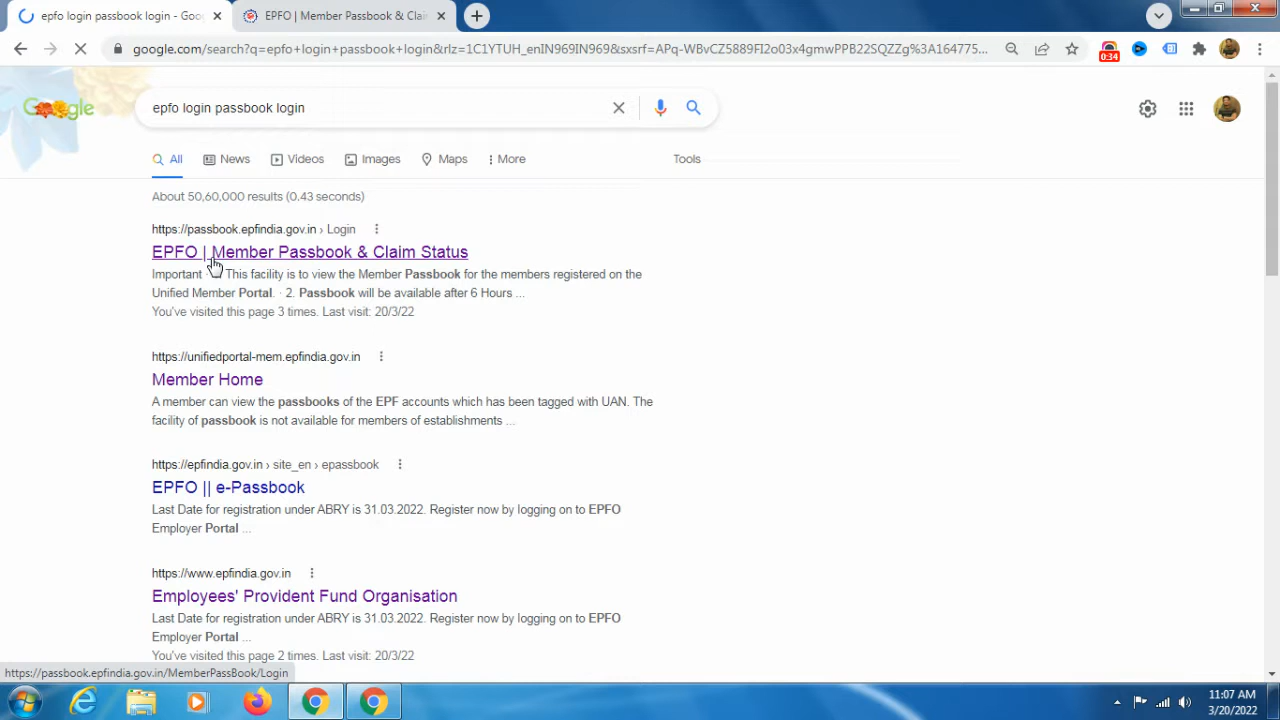 epfo login passbook login - Goo
EPFO | Member Passbook & Clai
google.com/search?q=epfo+login+passbook+login&rlz=1C1YTUH_enIN969IN969&sxsrf=APq-WBvCZ5889FI2o03x4gmwPPB22SQZZg%3A164775...
0:34
Google
epfo login passbook login
All News Videos Images Maps More Tools
About 50,60,000 results (0.43 seconds)
https://passbook.epfindia.gov.in › Login
EPFO | Member Passbook & Claim Status
Important · This facility is to view the Member Passbook for the members registered on the
Unified Member Portal. · 2. Passbook will be available after 6 Hours ...
You've visited this page 3 times. Last visit: 20/3/22
https://unifiedportal-mem.epfindia.gov.in
Member Home
A member can view the passbooks of the EPF accounts which has been tagged with UAN. The
facility of passbook is not available for members of establishments ...
https://epfindia.gov.in › site_en › epassbook
EPFO || e-Passbook
Last Date for registration under ABRY is 31.03.2022. Register now by logging on to EPFO
Employer Portal ...
https://www.epfindia.gov.in
Employees' Provident Fund Organisation
Last Date for registration under ABRY is 31.03.2022. Register now by logging on to EPFO
Employer Portal ...
You've visited this page 2 times. Last visit: 20/3/22
https://passbook.epfindia.gov.in/MemberPassBook/Login
11:07 AM
3/20/2022